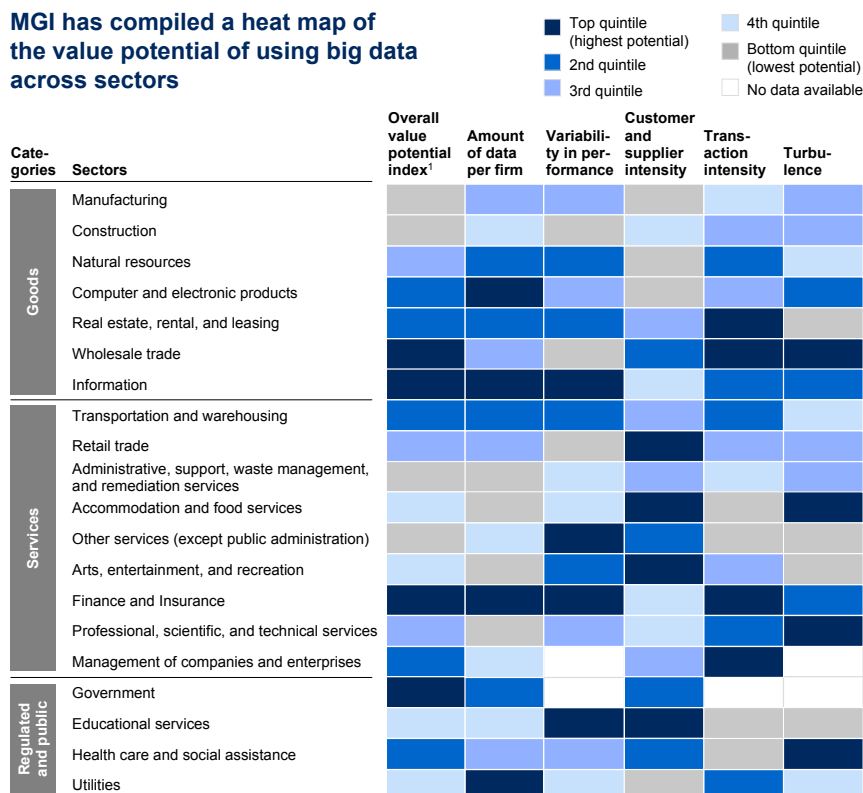 MGI has compiled a heat map of
the value potential of using big data
across sectors
Top quintile
(highest potential)
2nd quintile
3rd quintile
4th quintile
Bottom quintile
(lowest potential)
No data available
Cate-
gories
Sectors
Overall
value
potential
index1
Amount
of data
per firm
Variabili-
ty in per-
formance
Customer
and
supplier
intensity
Trans-
action
intensity
Turbu-
lence
Goods
Manufacturing
Construction
Natural resources
Computer and electronic products
Real estate, rental, and leasing
Wholesale trade
Information
Services
Transportation and warehousing
Retail trade
Administrative, support, waste management,
and remediation services
Accommodation and food services
Other services (except public administration)
Arts, entertainment, and recreation
Finance and Insurance
Professional, scientific, and technical services
Management of companies and enterprises
Regulated
and public
Government
Educational services
Health care and social assistance
Utilities